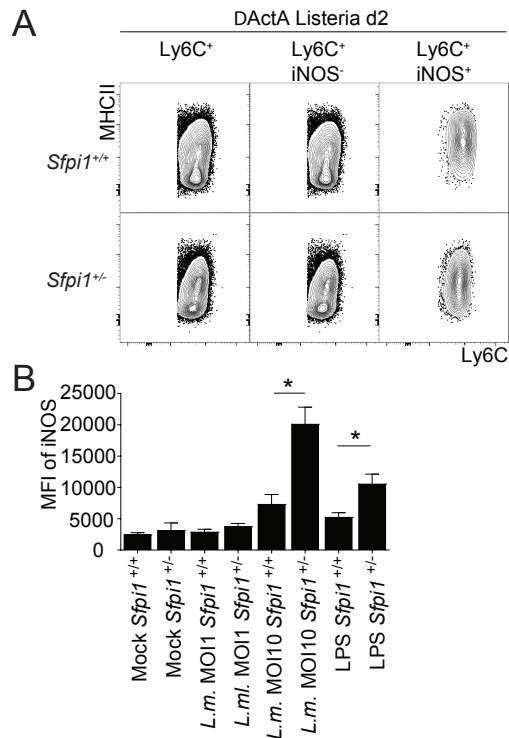 A
DActA Listeria d2
Ly6C+
Ly6C+
iNOS-
Ly6C+
iNOS+
MHCII
Sfpi1+/+
Sfpi1+/-
Ly6C
B
MFI of iNOS
25000
20000
15000
10000
5000
0
*
*
Mock Sfpi1 +/+
Mock Sfpi1 +/-
L.m. MOI1 Sfpi1 +/+
L.ml. MOI1 Sfpi1 +/-
L.m. MOI10 Sfpi1 +/+
L.m. MOI10 Sfpi1 +/-
LPS Sfpi1 +/+
LPS Sfpi1 +/-